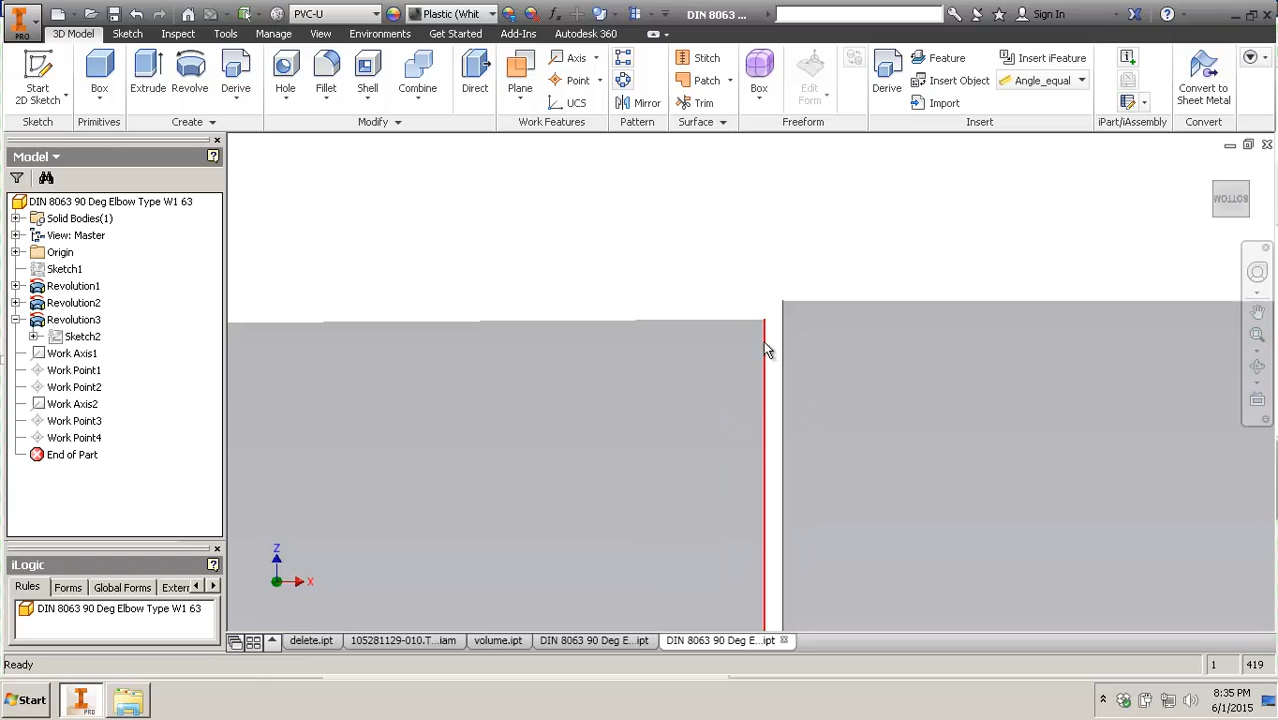 PVC-U
Plastic (Whit
DIN 8063 ...
Sign In
PRO
3D Model
Sketch
Inspect
Tools
Manage
View
Environments
Get Started
Add-Ins
Autodesk 360
Start
2D Sketch
Box
Extrude
Revolve
Derive
Hole
Fillet
Shell
Combine
Direct
Plane
Axis
Point
UCS
Mirror
Stitch
Patch
Trim
Box
Edit
Form
Derive
Feature
Insert Object
Import
Insert iFeature
Angle_equal
Convert to
Sheet Metal
Sketch
Primitives
Create
Modify
Work Features
Pattern
Surface
Freeform
Insert
iPart/iAssembly
Convert
Model
DIN 8063 90 Deg Elbow Type W1 63
Solid Bodies(1)
View: Master
Origin
Sketch1
Revolution1
Revolution2
Revolution3
Sketch2
Work Axis1
Work Point1
Work Point2
Work Axis2
Work Point3
Work Point4
End of Part
BOTTOM
Z
X
iLogic
Rules
Forms
Global Forms
Exter
DIN 8063 90 Deg Elbow Type W1 63
delete.ipt
105281129-010.T...iam
volume.ipt
DIN 8063 90 Deg E...ipt
DIN 8063 90 Deg E...ipt
Ready
1
419
Start
PRO
8:35 PM
6/1/2015